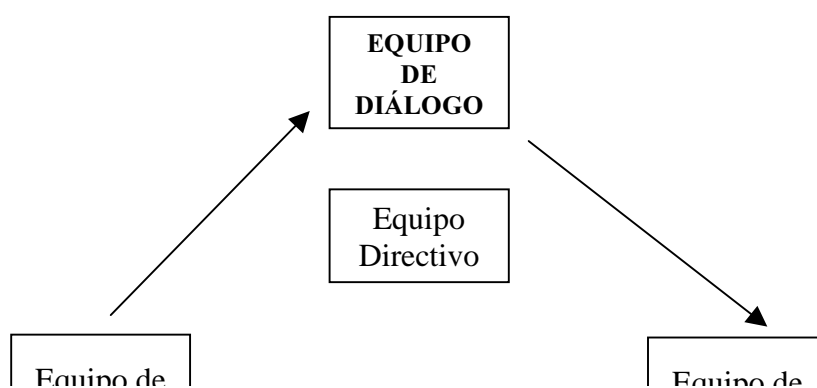 EQUIPO
DE
DIÁLOGO
Equipo
Directivo
Equipo de
Equipo de